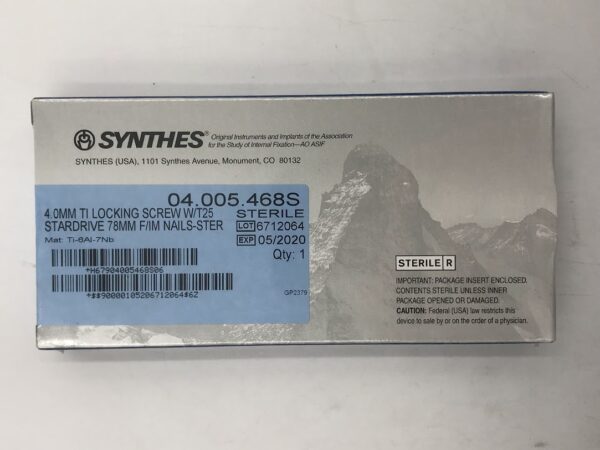 SYNTHES® Original Instruments and Implants of the Association
for the Study of Internal Fixation—AO ASIF
SYNTHES (USA), 1101 Synthes Avenue, Monument, CO 80132
04.005.468S
4.0MM TI LOCKING SCREW W/T25 STERILE
STARDRIVE 78MM F/IM NAILS-STER LOT 6712064
Mat: Ti-6Al-7Nb EXP 05/2020
Qty: 1
*H67904005468S06
GP2379
*##90000105206712064#6Z
STERILE R
IMPORTANT: PACKAGE INSERT ENCLOSED.
CONTENTS STERILE UNLESS INNER
PACKAGE OPENED OR DAMAGED.
CAUTION: Federal (USA) law restricts this
device to sale by or on the order of a physician.